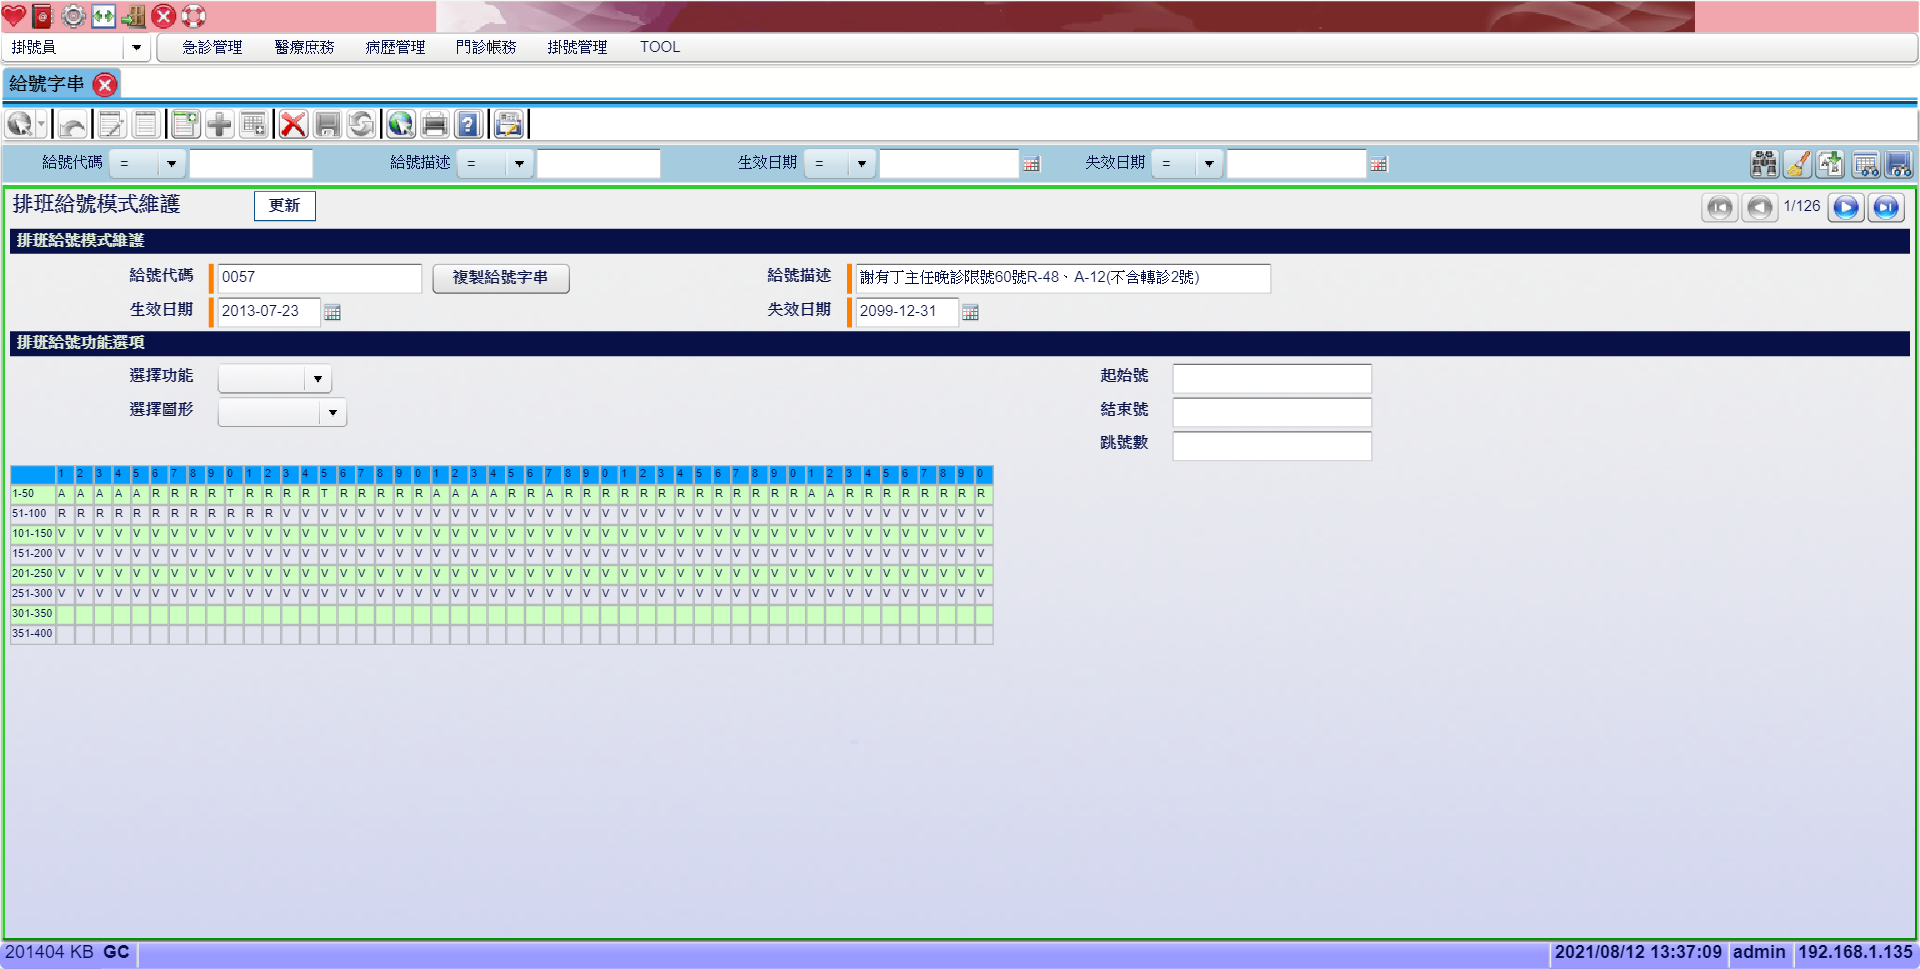 掛號員 急診管理 醫療庶務 病歷管理 門診帳務 掛號管理 TOOL
給號字串
給號代碼 = 給號描述 = 生效日期 = 失效日期 =
排班給號模式維護 更新 1/126
排班給號模式維護
給號代碼 0057 複製給號字串 給號描述 謝有丁主任晚診限號60號R-48、A-12(不含轉診2號)
生效日期 2013-07-23 失效日期 2099-12-31
排班給號功能選項
選擇功能 起始號
選擇圖形 結束號
跳號數
1 2 3 4 5 6 7 8 9 0 1 2 3 4 5 6 7 8 9 0 1 2 3 4 5 6 7 8 9 0 1 2 3 4 5 6 7 8 9 0 1 2 3 4 5 6 7 8 9 0
1-50 A A A A A R R R R T R R R R T R R R R R A A A A R R A R R R R R R R R R R R R R A A R R R R R R R R
51-100 R R R R R R R R R R R R V V V V V V V V V V V V V V V V V V V V V V V V V V V V V V V V V V V V V V
101-150 V V V V V V V V V V V V V V V V V V V V V V V V V V V V V V V V V V V V V V V V V V V V V V V V V V
151-200 V V V V V V V V V V V V V V V V V V V V V V V V V V V V V V V V V V V V V V V V V V V V V V V V V V
201-250 V V V V V V V V V V V V V V V V V V V V V V V V V V V V V V V V V V V V V V V V V V V V V V V V V V
251-300 V V V V V V V V V V V V V V V V V V V V V V V V V V V V V V V V V V V V V V V V V V V V V V V V V V
301-350
351-400
201404 KB GC 2021/08/12 13:37:09 admin 192.168.1.135